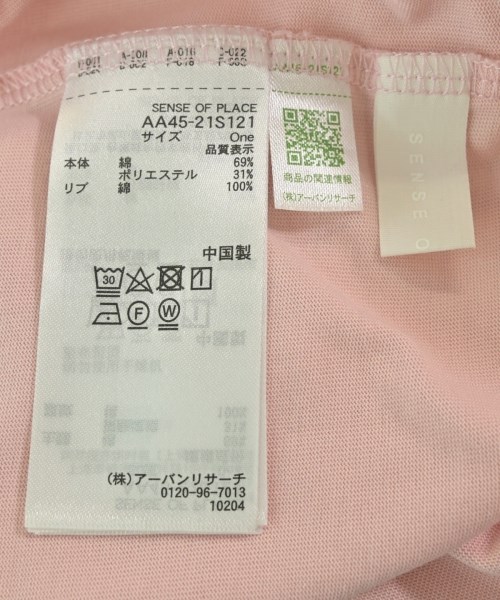 SENSE OF PLACE
AA45-21S121
サイズ One
品質表示
本体 綿 69%
ポリエステル 31%
リブ 綿 100%
中国製
30
F W
(株)アーバンリサーチ
0120-96-7013
10204
AA45-21S121
商品の関連情報
(株)アーバンリサーチ
SENSE O